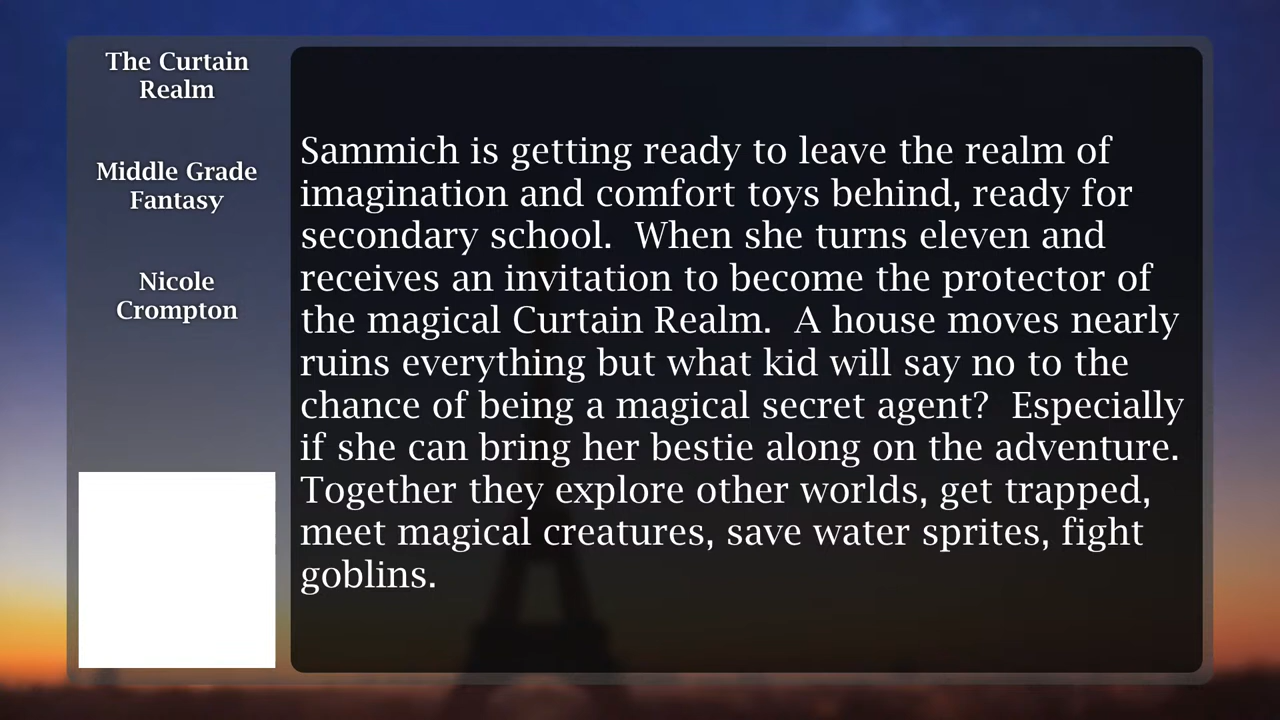 The Curtain
Realm
Middle Grade
Fantasy
Nicole
Crompton
Sammich is getting ready to leave the realm of
imagination and comfort toys behind, ready for
secondary school.  When she turns eleven and
receives an invitation to become the protector of
the magical Curtain Realm.  A house moves nearly
ruins everything but what kid will say no to the
chance of being a magical secret agent?  Especially
if she can bring her bestie along on the adventure.
Together they explore other worlds, get trapped,
meet magical creatures, save water sprites, fight
goblins.